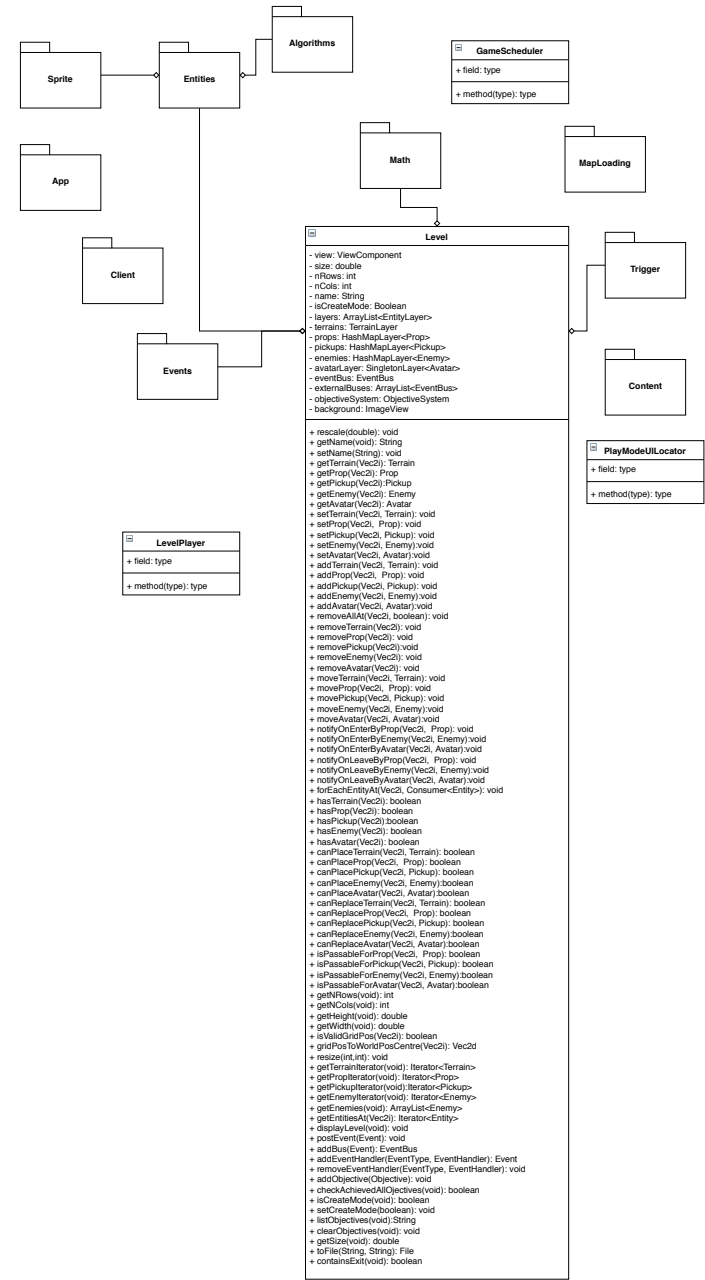 Algorithms
Sprite
Entities
GameScheduler
+ field: type
+ method(type): type
Math
MapLoading
App
Client
Trigger
Events
Content
Level
- view: ViewComponent
- size: double
- nRows: int
- nCols: int
- name: String
- isCreateMode: Boolean
- layers: ArrayList<EntityLayer>
- terrains: TerrainLayer
- props: HashMapLayer<Prop>
- pickups: HashMapLayer<Pickup>
- enemies: HashMapLayer<Enemy>
- avatarLayer: SingletonLayer<Avatar>
- eventBus: EventBus
- externalBuses: ArrayList<EventBus>
- objectiveSystem: ObjectiveSystem
- background: ImageView
+ rescale(double): void
+ getName(void): String
+ setName(String): void
+ getTerrain(Vec2i): Terrain
+ getProp(Vec2i): Prop
+ getPickup(Vec2i):Pickup
+ getEnemy(Vec2i): Enemy
+ getAvatar(Vec2i): Avatar
+ setTerrain(Vec2i, Terrain): void
+ setProp(Vec2i, Prop): void
+ setPickup(Vec2i, Pickup): void
+ setEnemy(Vec2i, Enemy):void
+ setAvatar(Vec2i, Avatar):void
+ addTerrain(Vec2i, Terrain): void
+ addProp(Vec2i, Prop): void
+ addPickup(Vec2i, Pickup): void
+ addEnemy(Vec2i, Enemy):void
+ addAvatar(Vec2i, Avatar):void
+ removeAllAt(Vec2i, boolean): void
+ removeTerrain(Vec2i): void
+ removeProp(Vec2i): void
+ removePickup(Vec2i):void
+ removeEnemy(Vec2i): void
+ removeAvatar(Vec2i): void
+ moveTerrain(Vec2i, Terrain): void
+ moveProp(Vec2i, Prop): void
+ movePickup(Vec2i, Pickup): void
+ moveEnemy(Vec2i, Enemy):void
+ moveAvatar(Vec2i, Avatar):void
+ notifyOnEnterByProp(Vec2i, Prop): void
+ notifyOnEnterByEnemy(Vec2i, Enemy):void
+ notifyOnEnterByAvatar(Vec2i, Avatar):void
+ notifyOnLeaveByProp(Vec2i, Prop): void
+ notifyOnLeaveByEnemy(Vec2i, Enemy):void
+ notifyOnLeaveByAvatar(Vec2i, Avatar):void
+ forEachEntityAt(Vec2i, Consumer<Entity>): void
+ hasTerrain(Vec2i): boolean
+ hasProp(Vec2i): boolean
+ hasPickup(Vec2i):boolean
+ hasEnemy(Vec2i): boolean
+ hasAvatar(Vec2i): boolean
+ canPlaceTerrain(Vec2i, Terrain): boolean
+ canPlaceProp(Vec2i, Prop): boolean
+ canPlacePickup(Vec2i, Pickup): boolean
+ canPlaceEnemy(Vec2i, Enemy):boolean
+ canPlaceAvatar(Vec2i, Avatar):boolean
+ canReplaceTerrain(Vec2i, Terrain): boolean
+ canReplaceProp(Vec2i, Prop): boolean
+ canReplacePickup(Vec2i, Pickup): boolean
+ canReplaceEnemy(Vec2i, Enemy):boolean
+ canReplaceAvatar(Vec2i, Avatar):boolean
+ isPassableForProp(Vec2i, Prop): boolean
+ isPassableForPickup(Vec2i, Pickup): boolean
+ isPassableForEnemy(Vec2i, Enemy):boolean
+ isPassableForAvatar(Vec2i, Avatar):boolean
+ getNRows(void): int
+ getNCols(void): int
+ getHeight(void): double
+ getWidth(void): double
+ isValidGridPos(Vec2i): boolean
+ gridPosToWorldPosCentre(Vec2i): Vec2d
+ resize(int,int): void
+ getTerrainIterator(void): Iterator<Terrain>
+ getPropIterator(void): Iterator<Prop>
+ getPickupIterator(void):Iterator<Pickup>
+ getEnemyIterator(void): Iterator<Enemy>
+ getEnemies(void): ArrayList<Enemy>
+ getEntitiesAt(Vec2i): Iterator<Entity>
+ displayLevel(void): void
+ postEvent(Event): void
+ addBus(Event): EventBus
+ addEventHandler(EventType, EventHandler): Event
+ removeEventHandler(EventType, EventHandler): void
+ addObjective(Objective): void
+ checkAchievedAllOjectives(void): boolean
+ isCreateMode(void): boolean
+ setCreateMode(boolean): void
+ listObjectives(void):String
+ clearObjectives(void): void
+ getSize(void): double
+ toFile(String, String): File
+ containsExit(void): boolean
PlayModeUILocator
+ field: type
+ method(type): type
LevelPlayer
+ field: type
+ method(type): type